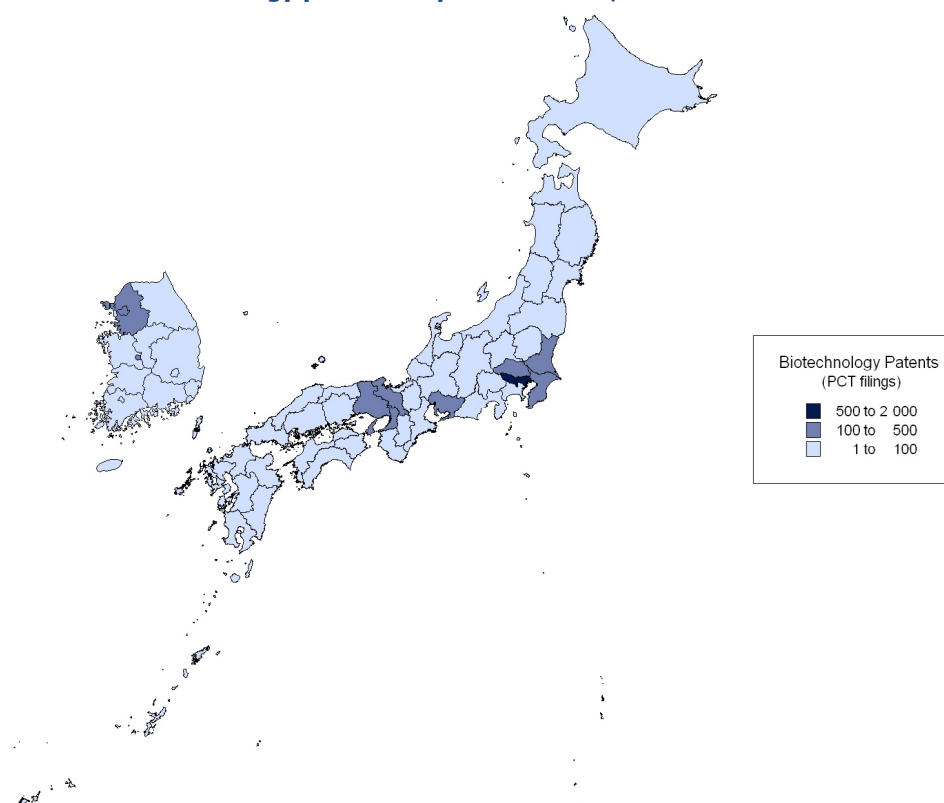 Biotechnology Patents
(PCT filings)
500 to 2 000
100 to 500
1 to 100